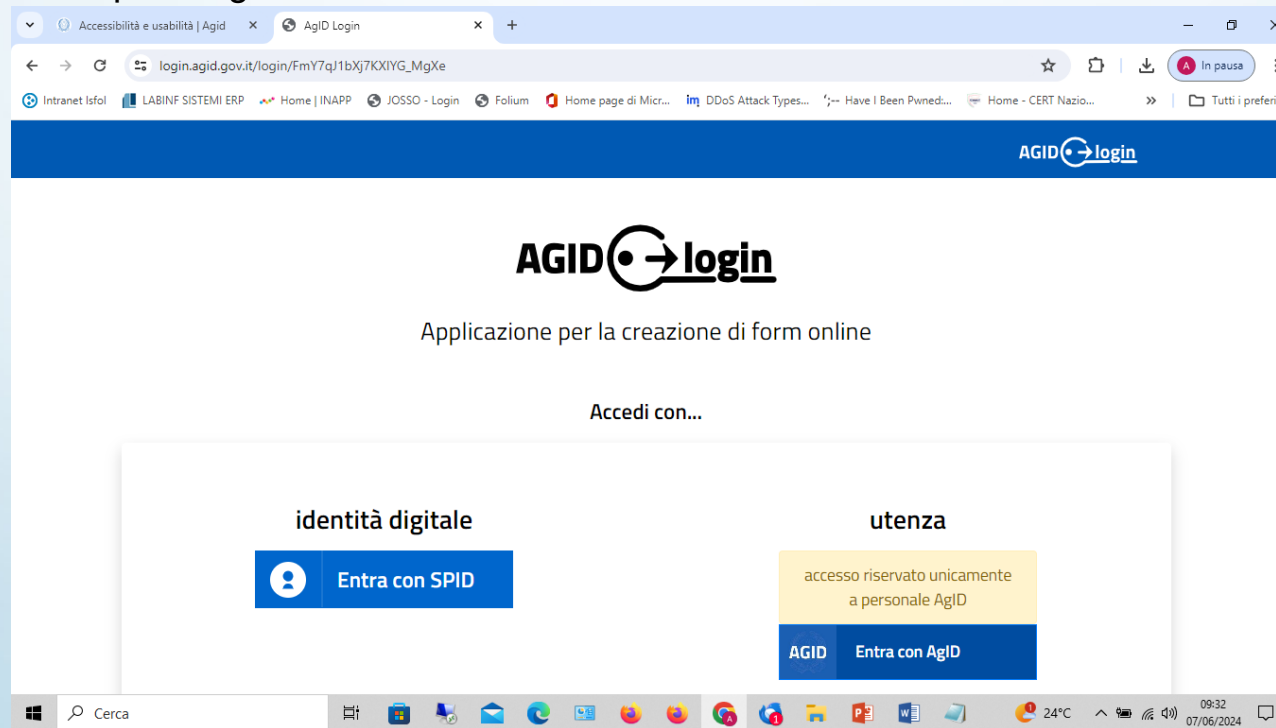 Accessibilità e usabilità | Agid
AgID Login
login.agid.gov.it/login/FmY7qJ1bXj7KXIYG_MgXe
In pausa
Intranet Isfol
LABINF SISTEMI ERP
Home | INAPP
JOSSO - Login
Folium
Home page di Micr...
DDoS Attack Types...
Have I Been Pwned:...
Home - CERT Nazio...
Tutti i preferi
AGID login
AGID login
Applicazione per la creazione di form online
Accedi con...
identità digitale
Entra con SPID
utenza
accesso riservato unicamente
a personale AgID
AGID Entra con AgID
Cerca
24°C
09:32
07/06/2024